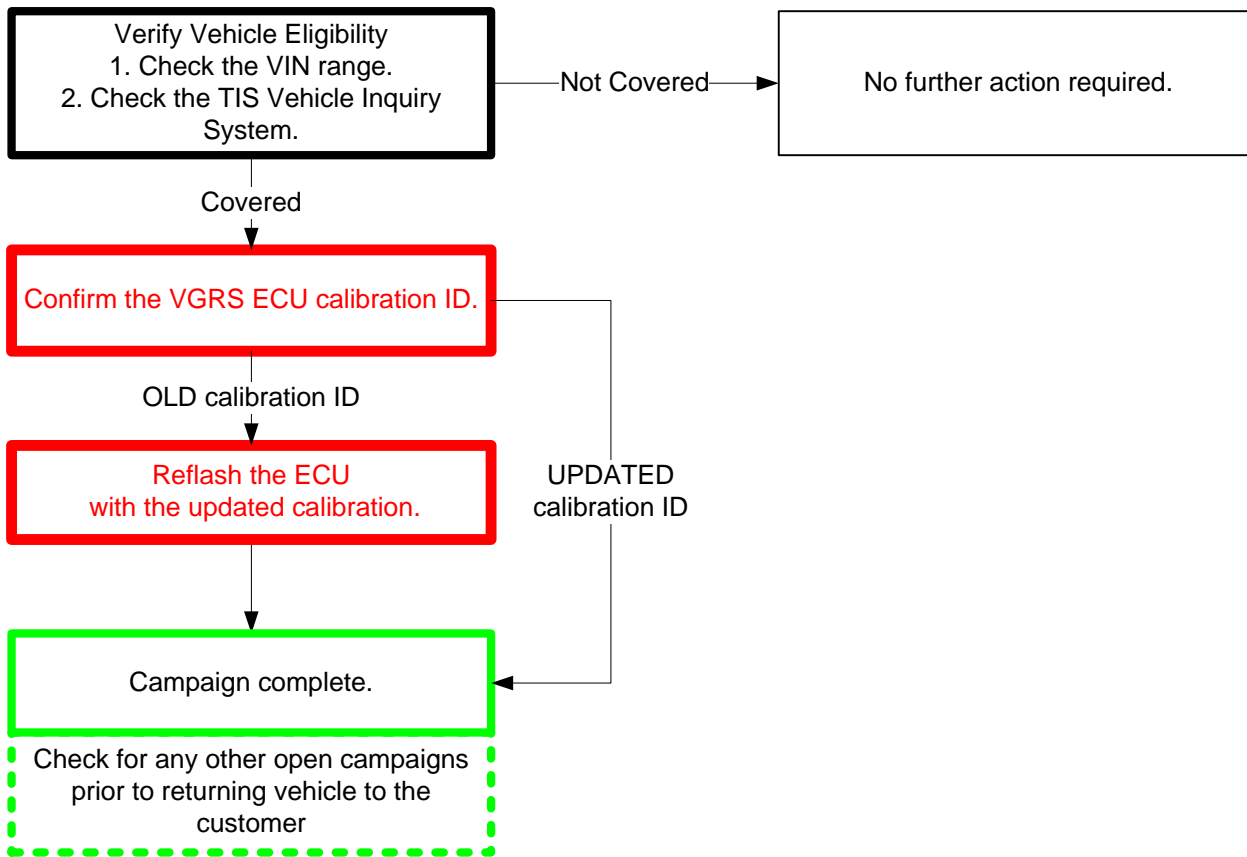 Verify Vehicle Eligibility
1. Check the VIN range.
2. Check the TIS Vehicle Inquiry
System.
Not Covered
No further action required.
Covered
Confirm the VGRS ECU calibration ID.
OLD calibration ID
Reflash the ECU
with the updated calibration.
UPDATED
calibration ID
Campaign complete.
Check for any other open campaigns
prior to returning vehicle to the
customer